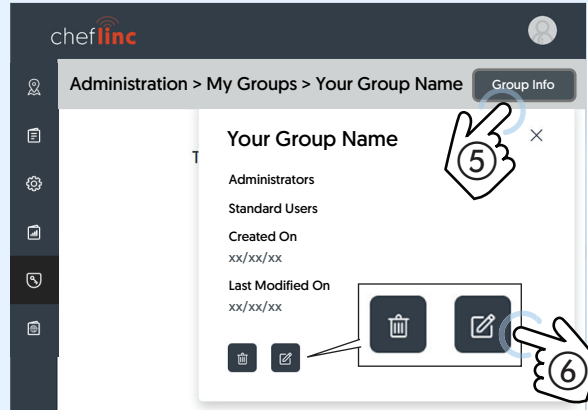 cheflinc
Administration > My Groups > Your Group Name Group Info
5
T
Your Group Name
Administrators
Standard Users
Created On
xx/xx/xx
Last Modified On
xx/xx/xx
6